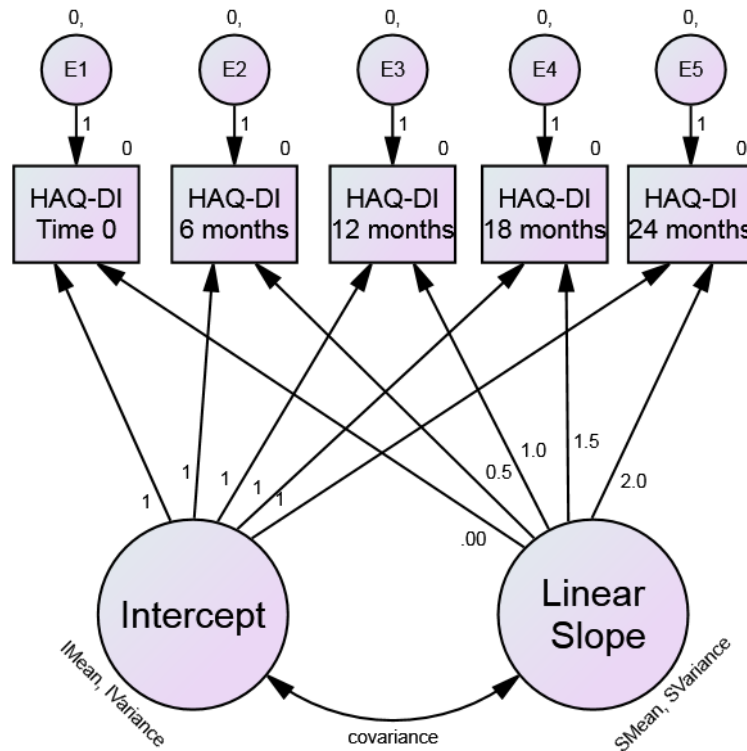 0, 0, 0, 0, 0,
E1 E2 E3 E4 E5
1 1 1 1 1
0 0 0 0 0
HAQ-DI HAQ-DI HAQ-DI HAQ-DI HAQ-DI
Time 0 6 months 12 months 18 months 24 months
1 1 1 1 1 .00 0.5 1.0 1.5 2.0
Intercept
Linear
Slope
IMean, IVariance
SMean, SVariance
covariance